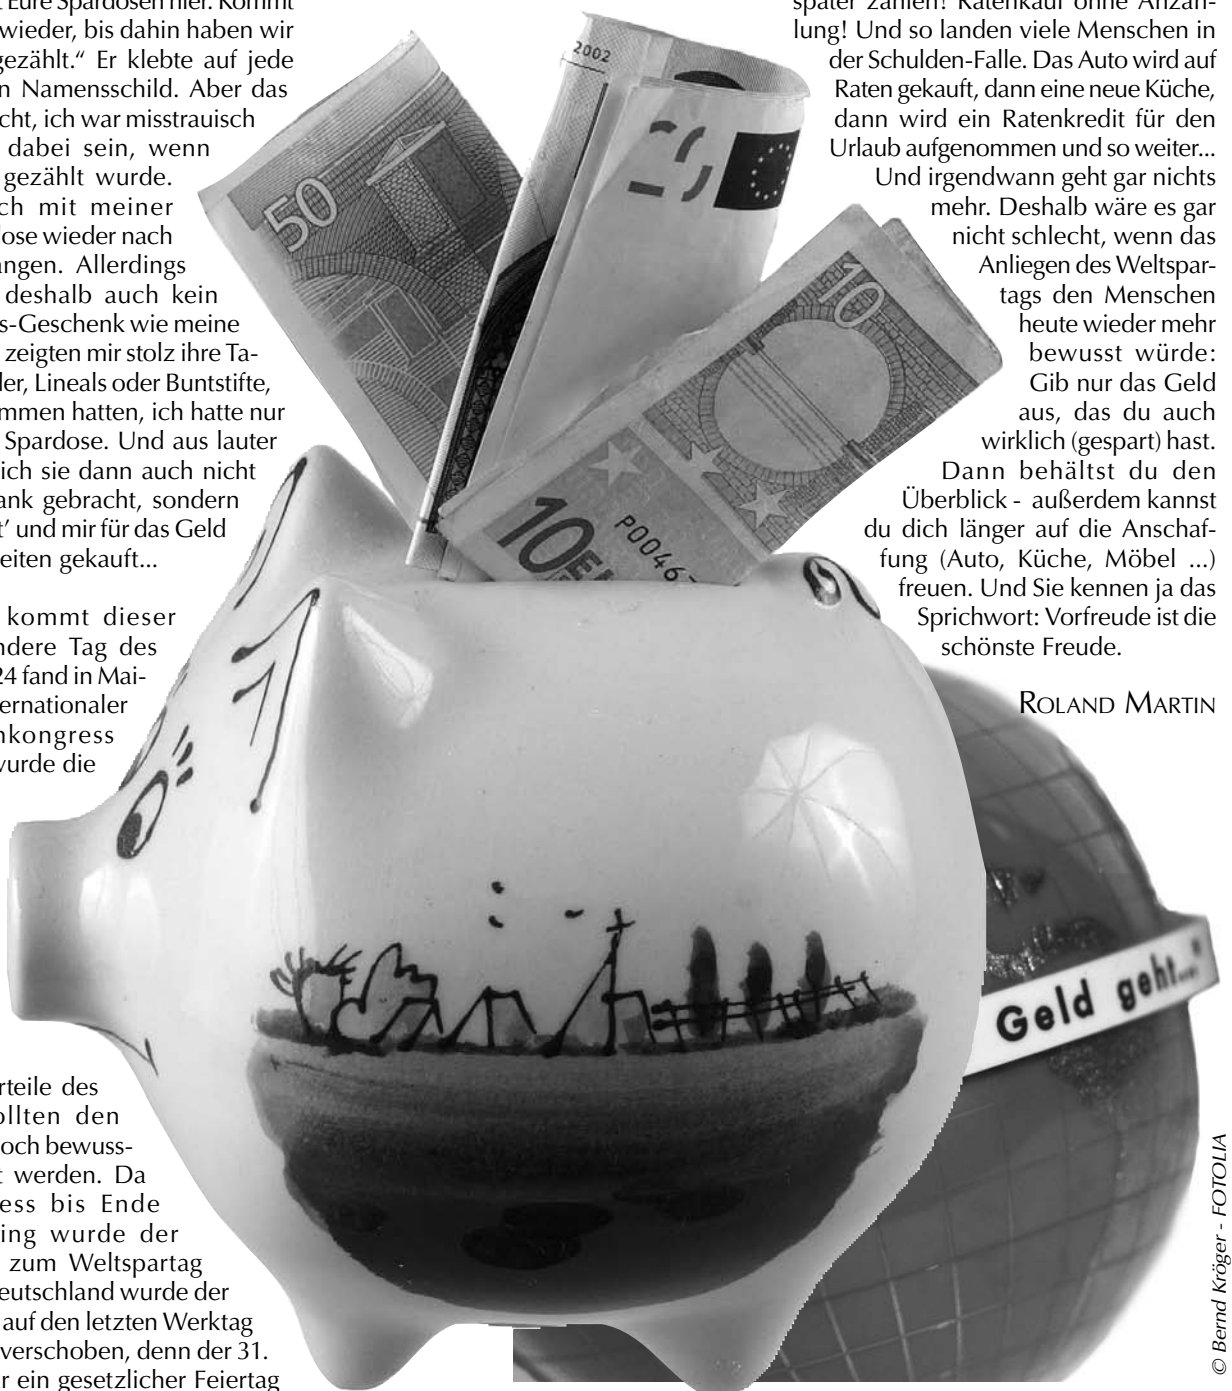 t Eure Spardosen hier. Kommt
wieder, bis dahin haben wir
gezählt.“ Er klebte auf jede
n Namensschild. Aber das
cht, ich war misstrauisch
dabei sein, wenn
gezählt wurde.
ch mit meiner
lose wieder nach
angen. Allerdings
deshalb auch kein
s-Geschenk wie meine
zeigten mir stolz ihre Ta-
der, Lineals oder Buntstifte,
ommen hatten, ich hatte nur
Spardose. Und aus lauter
ich sie dann auch nicht
ank gebracht, sondern
t’ und mir für das Geld
eiten gekauft...
kommt dieser
ndere Tag des
24 fand in Mai-
ernationaler
nkongress
wurde die
rteile des
ollten den
och bewuss-
t werden. Da
ess bis Ende
ing wurde der
zum Weltspartag
eutschland wurde der
auf den letzten Werktag
verschoben, denn der 31.
r ein gesetzlicher Feiertag
später zahlen! Ratenkauf ohne Anzah-
lung! Und so landen viele Menschen in
der Schulden-Falle. Das Auto wird auf
Raten gekauft, dann eine neue Küche,
dann wird ein Ratenkredit für den
Urlaub aufgenommen und so weiter...
Und irgendwann geht gar nichts
mehr. Deshalb wäre es gar
nicht schlecht, wenn das
Anliegen des Weltspar-
tags den Menschen
heute wieder mehr
bewusst würde:
Gib nur das Geld
aus, das du auch
wirklich (gespart) hast.
Dann behältst du den
Überblick - außerdem kannst
du dich länger auf die Anschaf-
fung (Auto, Küche, Möbel ...)
freuen. Und Sie kennen ja das
Sprichwort: Vorfreude ist die
schönste Freude.
ROLAND MARTIN
2002
50
10
10 EU
P0046
Geld geht..."
© Bernd Kröger - FOTOLIA